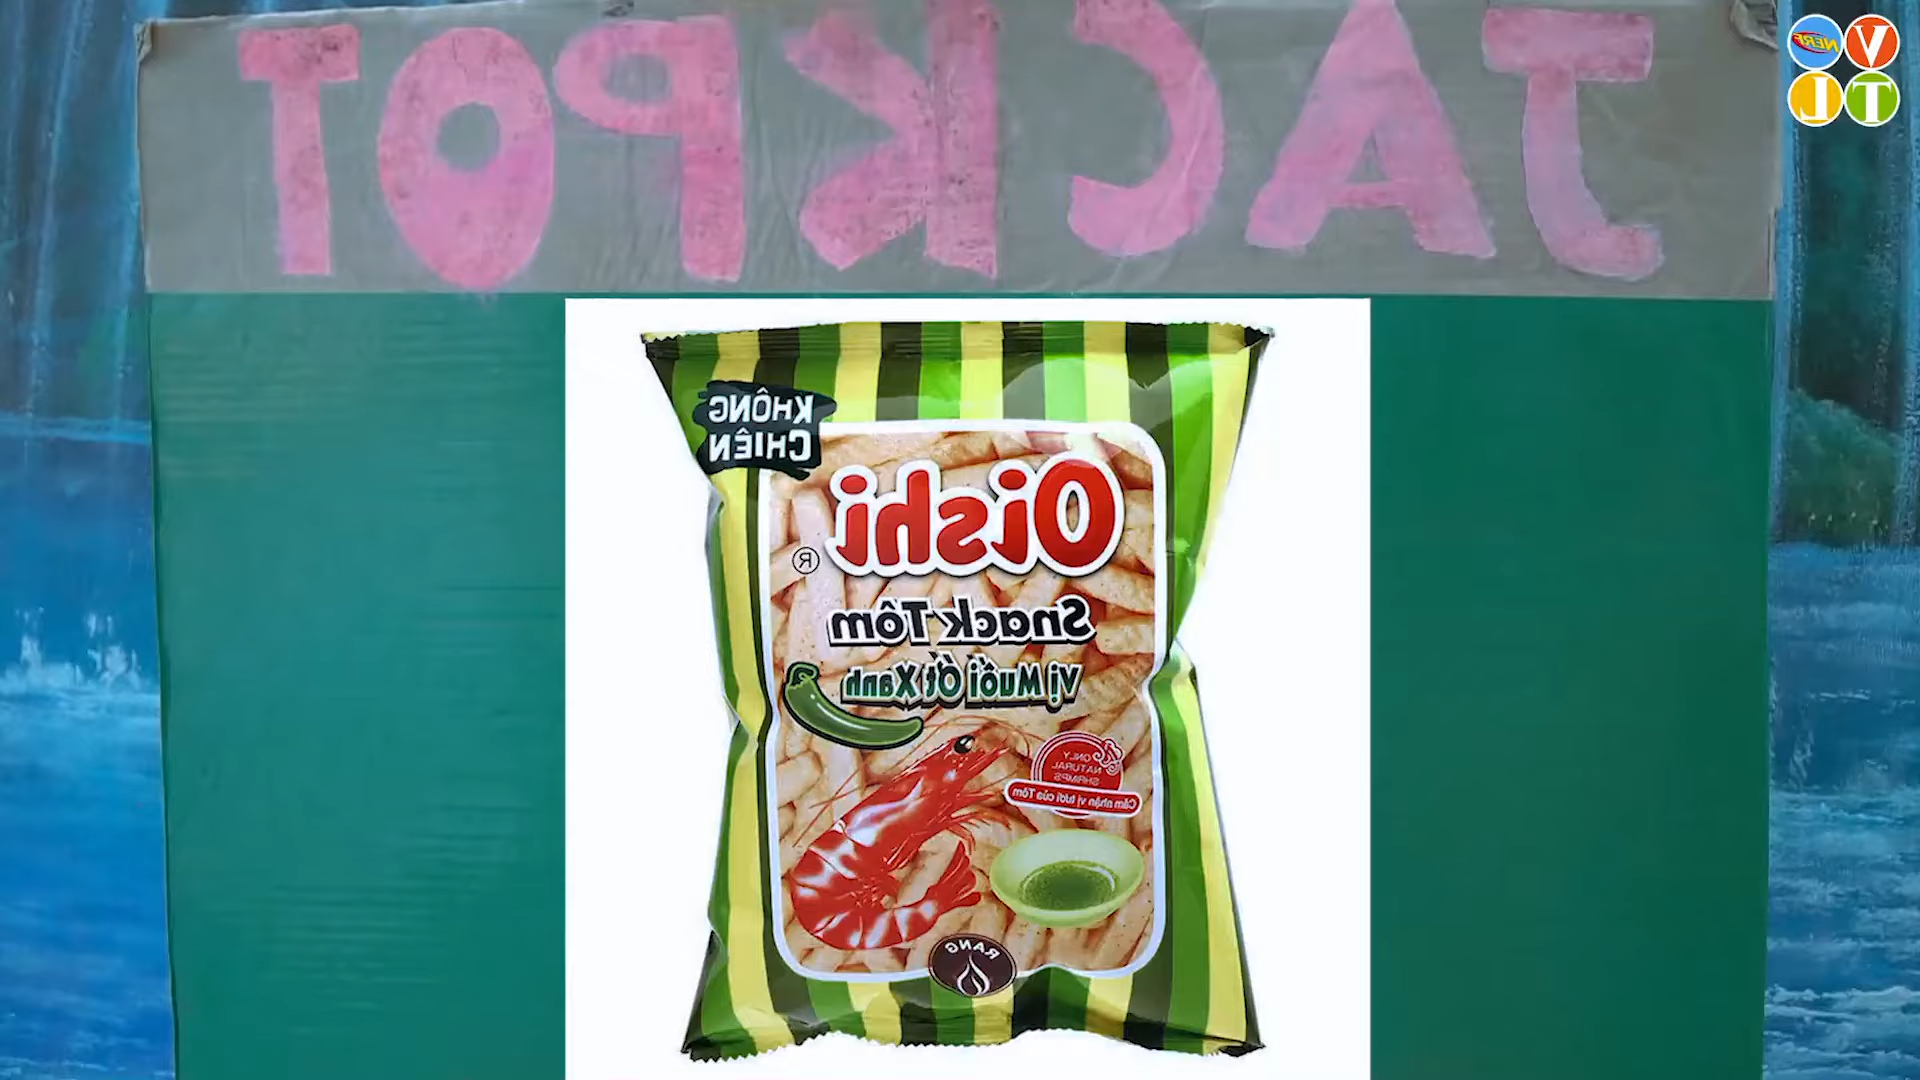 JACKPOT
NERF
V
T
L
KHÔNG
CHIÊN
Oishi
®
Snack Tôm
Vị Muối Ớt Xanh
ONLY
NATURAL
SHRIMPS
Cảm nhận vị tươi của Tôm
RANG